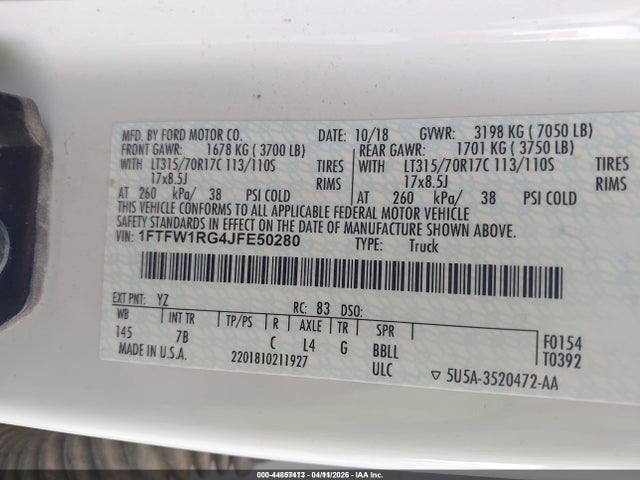 MFD. BY FORD MOTOR CO. DATE: 10/18 GVWR: 3198 KG ( 7050 LB)
FRONT GAWR: 1678 KG ( 3700 LB) REAR GAWR: 1701 KG ( 3750 LB)
WITH LT315/70R17C 113/110S TIRES WITH LT315/70R17C 113/110S TIRES
17x8.5J RIMS 17x8.5J RIMS
AT 260 kPa/ 38 PSI COLD AT 260 kPa/ 38 PSI COLD
THIS VEHICLE CONFORMS TO ALL APPLICABLE FEDERAL MOTOR VEHICLE
SAFETY STANDARDS IN EFFECT ON THE DATE OF MANUFACTURE SHOWN ABOVE.
VIN: 1FTFW1RG4JFE50280 TYPE: Truck
EXT PNT: YZ RC: 83 DSO:
WB INT TR TP/PS R AXLE TR SPR
145 7B C L4 G BBLL
ULC
F0154
T0392
MADE IN U.S.A. 2201810211927 ▽ 5U5A-3520472-AA
000-44857413 - 04/11/2026 - IAA Inc.